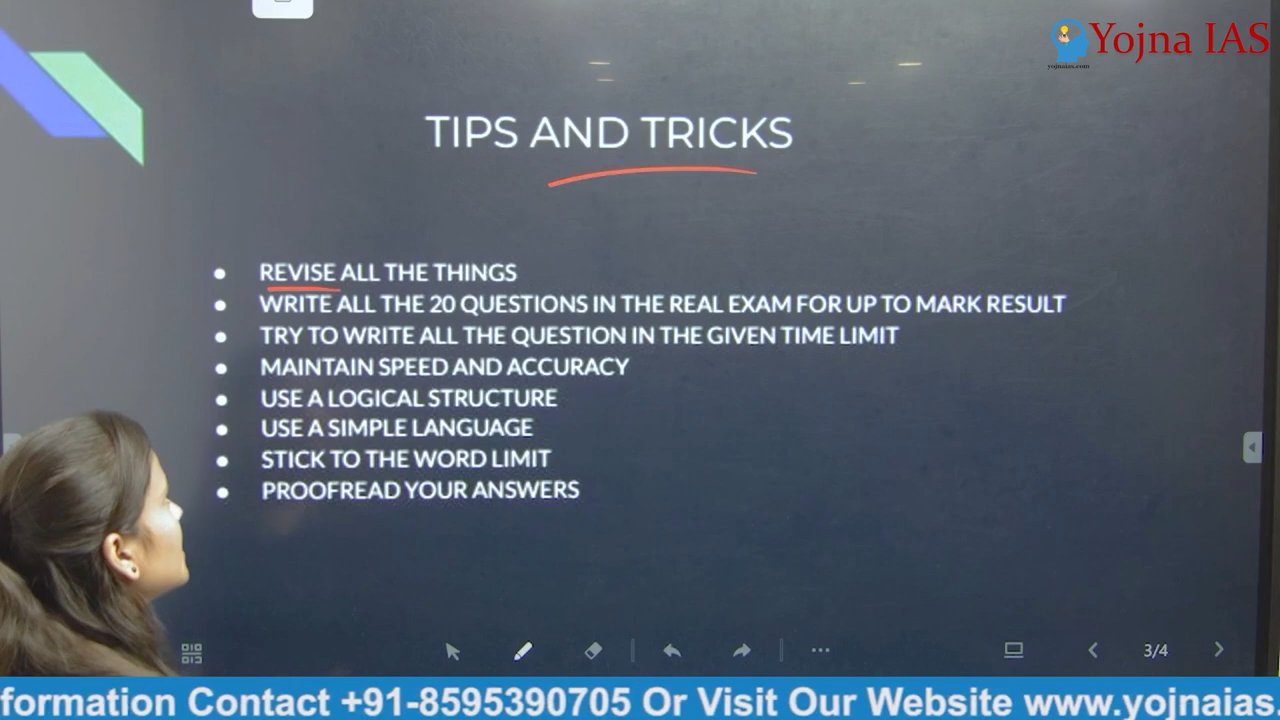 Yojna IAS
yojnaias.com
TIPS AND TRICKS
REVISE ALL THE THINGS
WRITE ALL THE 20 QUESTIONS IN THE REAL EXAM FOR UP TO MARK RESULT
TRY TO WRITE ALL THE QUESTION IN THE GIVEN TIME LIMIT
MAINTAIN SPEED AND ACCURACY
USE A LOGICAL STRUCTURE
USE A SIMPLE LANGUAGE
STICK TO THE WORD LIMIT
PROOFREAD YOUR ANSWERS
3/4
formation Contact +91-8595390705 Or Visit Our Website www.yojnaias.